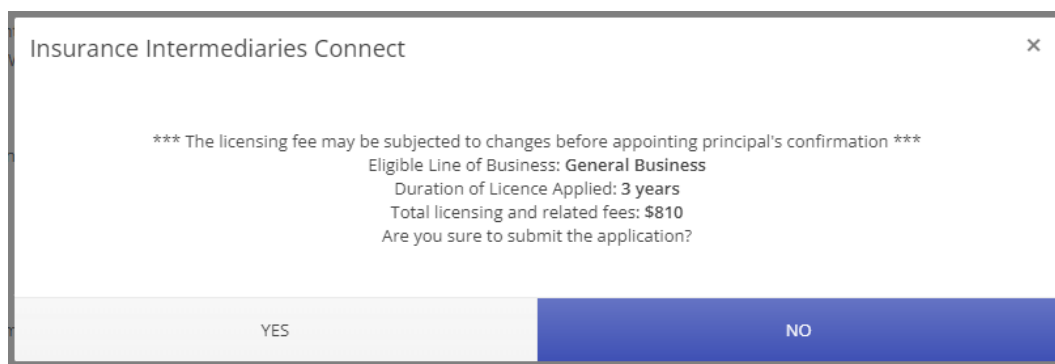 Insurance Intermediaries Connect
×
*** The licensing fee may be subjected to changes before appointing principal's confirmation ***
Eligible Line of Business: General Business
Duration of Licence Applied: 3 years
Total licensing and related fees: $810
Are you sure to submit the application?
YES
NO